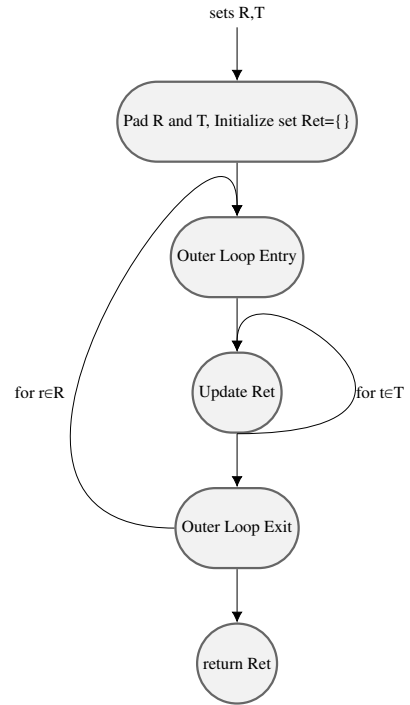 sets R,T
Pad R and T, Initialize set Ret={}
Outer Loop Entry
Update Ret
for r∈R
for t∈T
Outer Loop Exit
return Ret